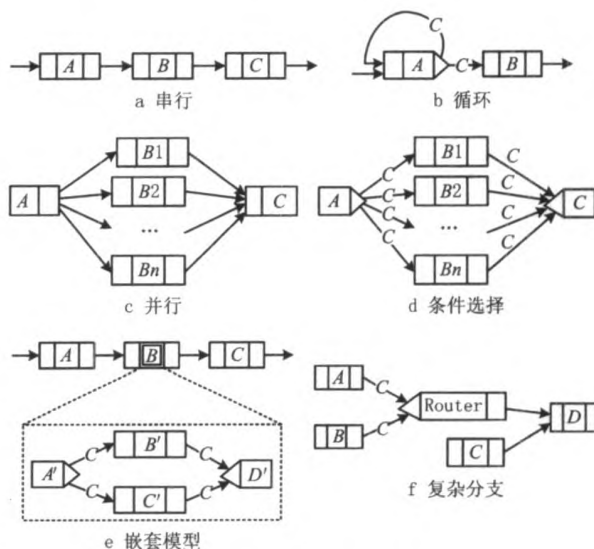 A B C
a 串行
C
A C B
b 循环
B1
A B2 C
...
Bn
c 并行
B1
C C
A C B2 C C
C ... C
C Bn C
d 条件选择
A B C
C B' C
A' D'
C C' C
e 嵌套模型
A C
Router D
B C C
f 复杂分支